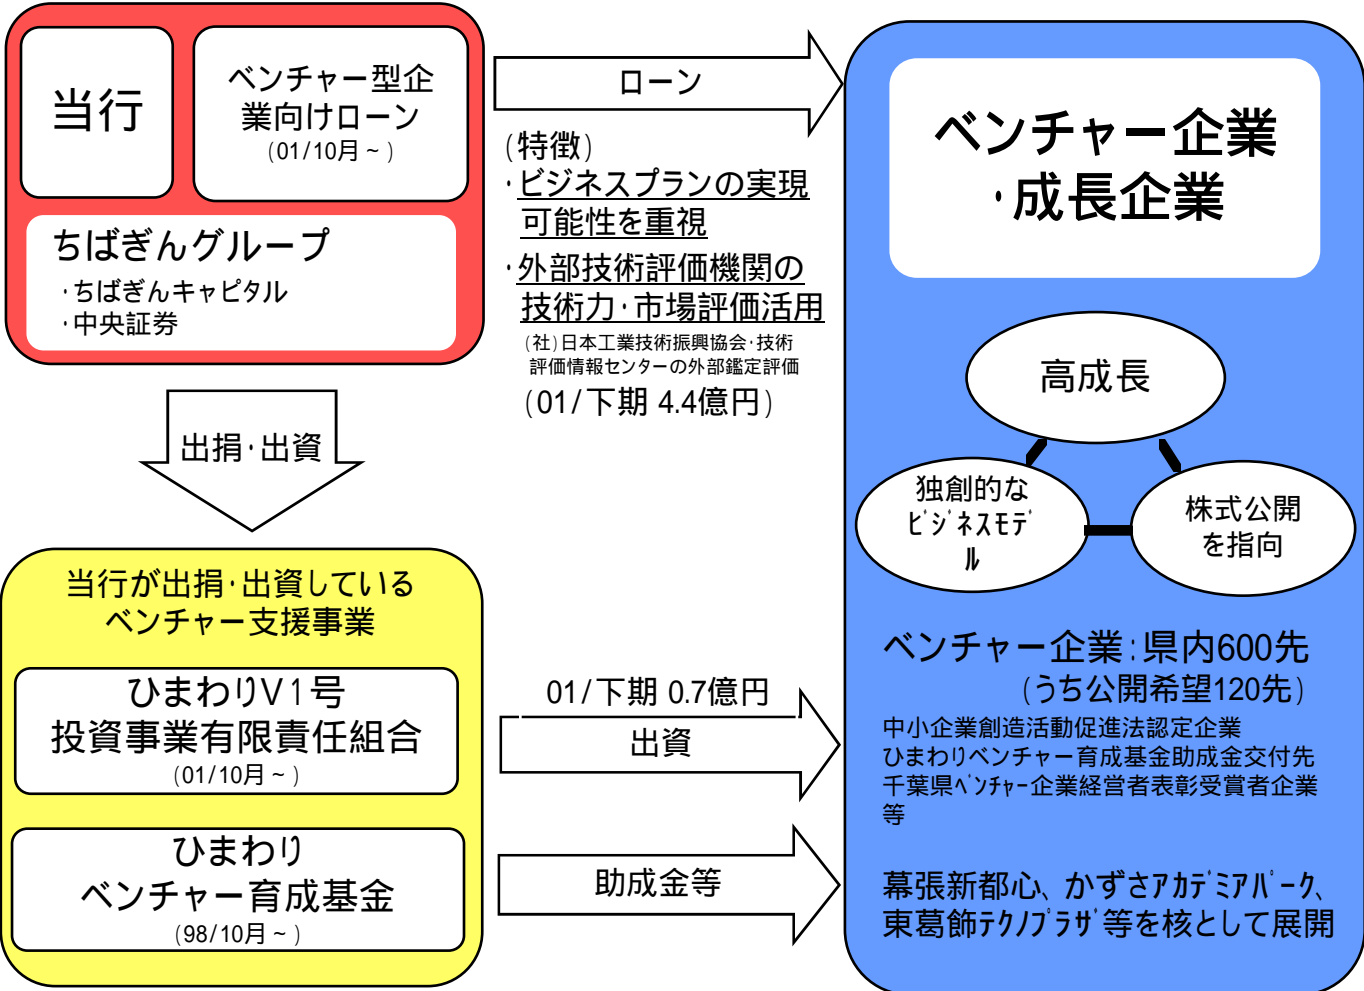 当行
ベンチャー型企
業向けローン
(01/10月~)
ちばぎんグループ
・ちばぎんキャピタル
・中央証券
ローン
(特徴)
・ビジネスプランの実現
可能性を重視
・外部技術評価機関の
技術力・市場評価活用
(社)日本工業技術振興協会・技術
評価情報センターの外部鑑定評価
(01/下期 4.4億円)
出捐・出資
当行が出捐・出資している
ベンチャー支援事業
ひまわりV1号
投資事業有限責任組合
(01/10月~)
ひまわり
ベンチャー育成基金
(98/10月~)
01/下期 0.7億円
出資
助成金等
ベンチャー企業
・成長企業
高成長
独創的な
ビジネスモデ
ル
株式公開
を指向
ベンチャー企業:県内600先
(うち公開希望120先)
中小企業創造活動促進法認定企業
ひまわりベンチャー育成基金助成金交付先
千葉県ベンチャー企業経営者表彰受賞者企業
等
幕張新都心、かずさアカデミアパーク、
東葛飾テクノプラザ等を核として展開